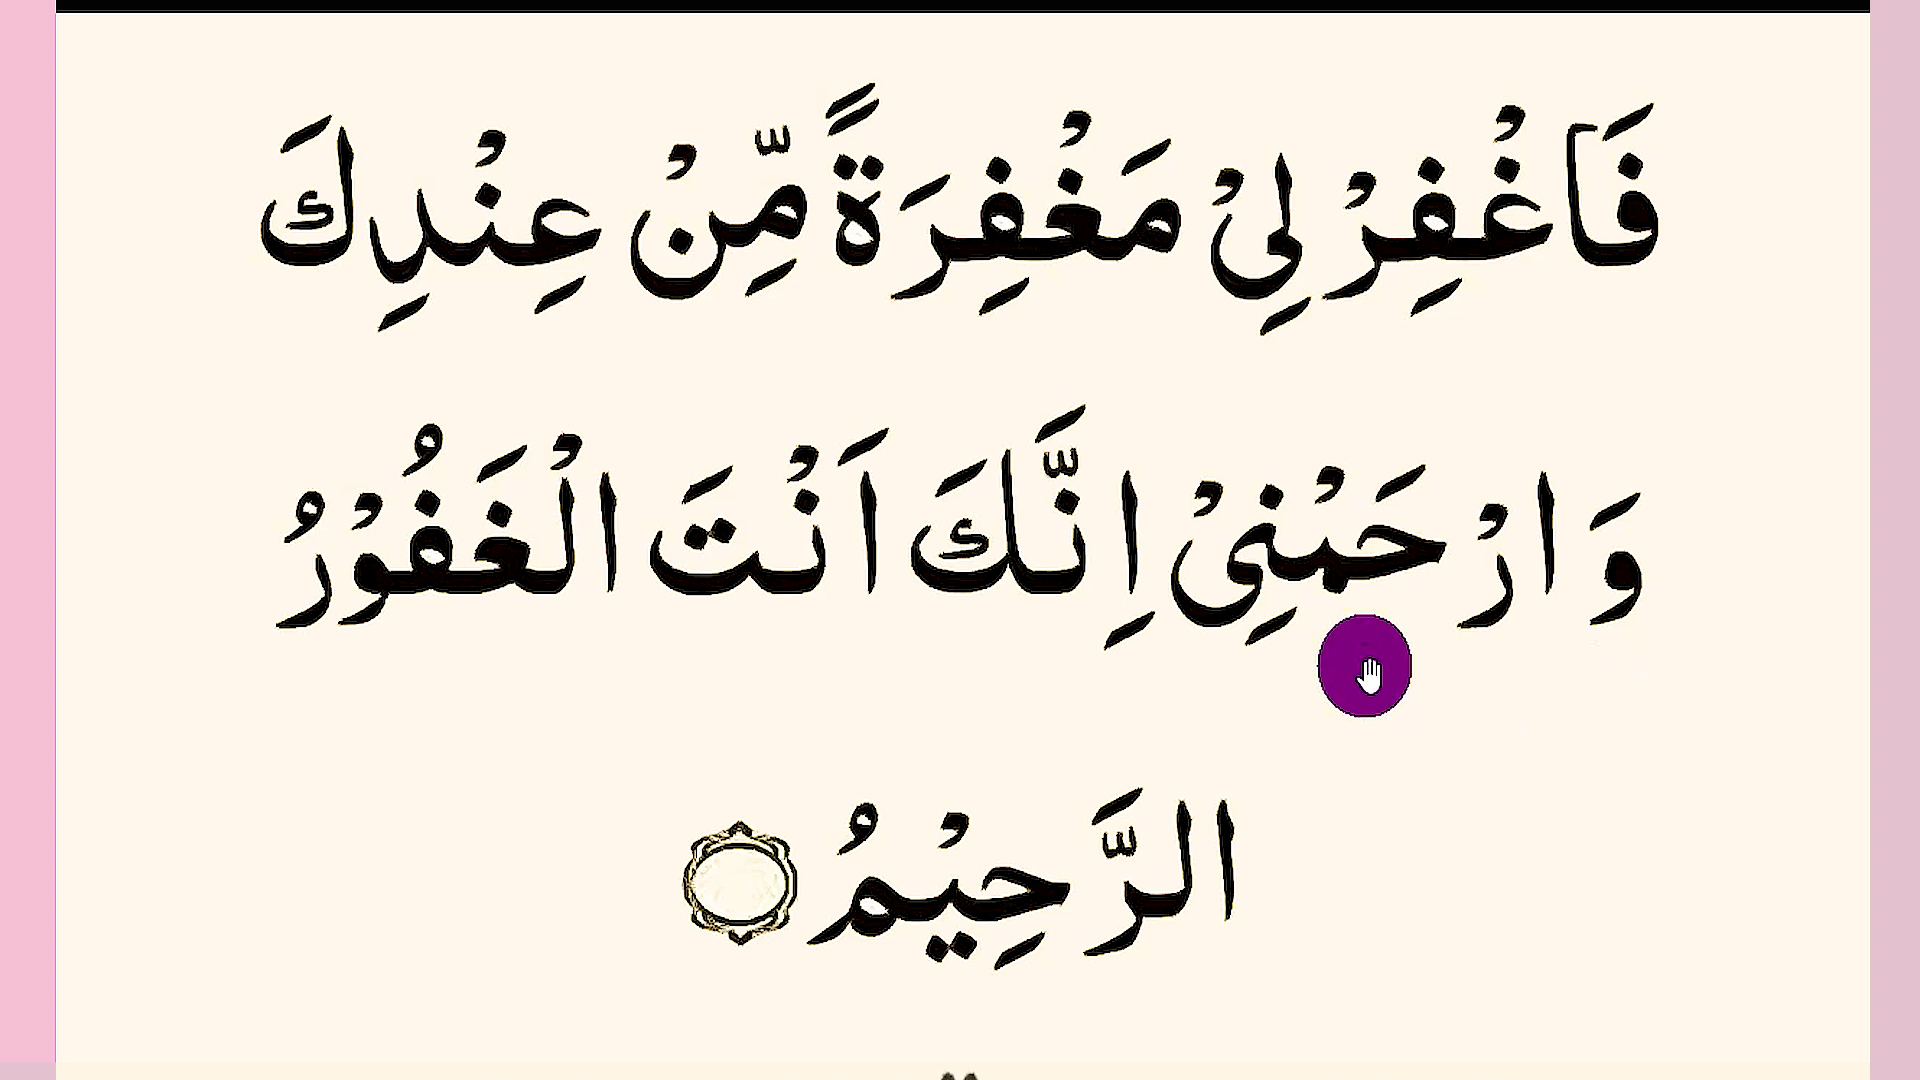 فَاغْفِرْ لِيْ مَغْفِرَةً مِّنْ عِنْدِكَ
وَارْحَمْنِيْ اِنَّكَ اَنْتَ الْغَفُوْرُ
الرَّحِيْمُ